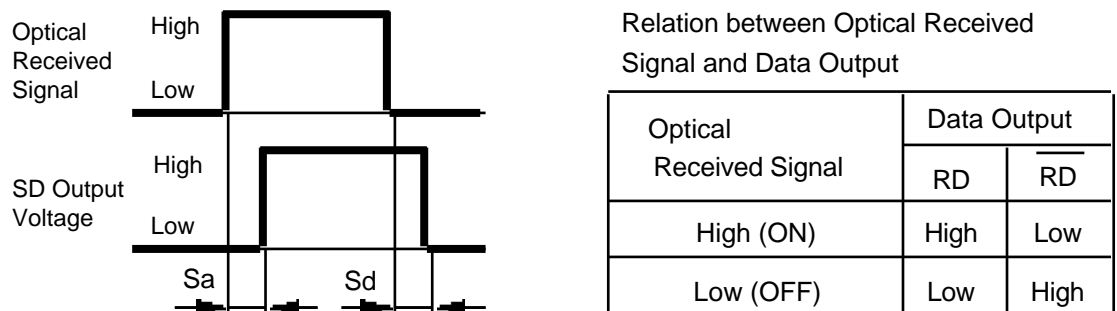 Optical
Received
Signal
High
Low
SD Output
Voltage
High
Low
Sa
Sd
Relation between Optical Received
Signal and Data Output
Optical
Received Signal
Data Output
RD
R̅D̅
High (ON)
High
Low
Low (OFF)
Low
High